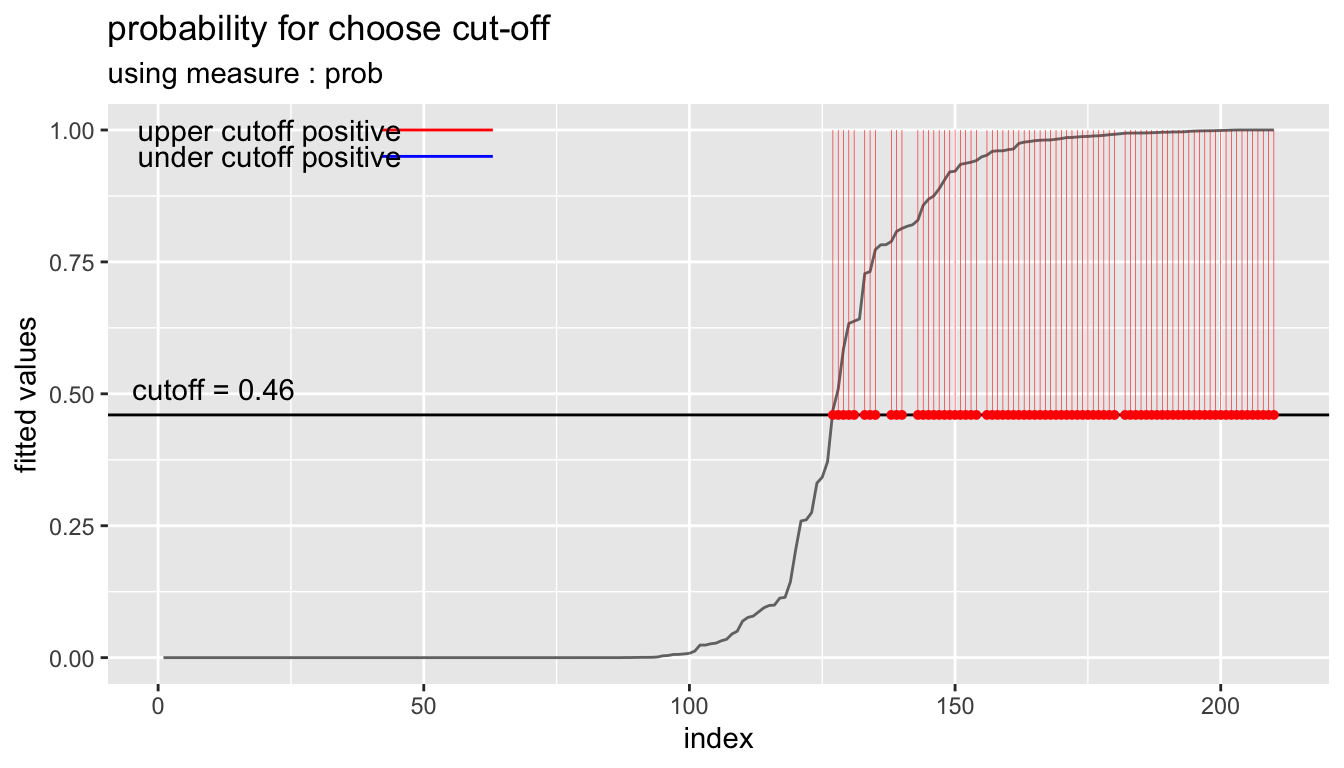 probability for choose cut-off
using measure : prob
1.00
upper cutoff positive
under cutoff positive
0.75
cutoff = 0.46
0.50
0.25
0.00
fitted values
0 50 100 150 200
index